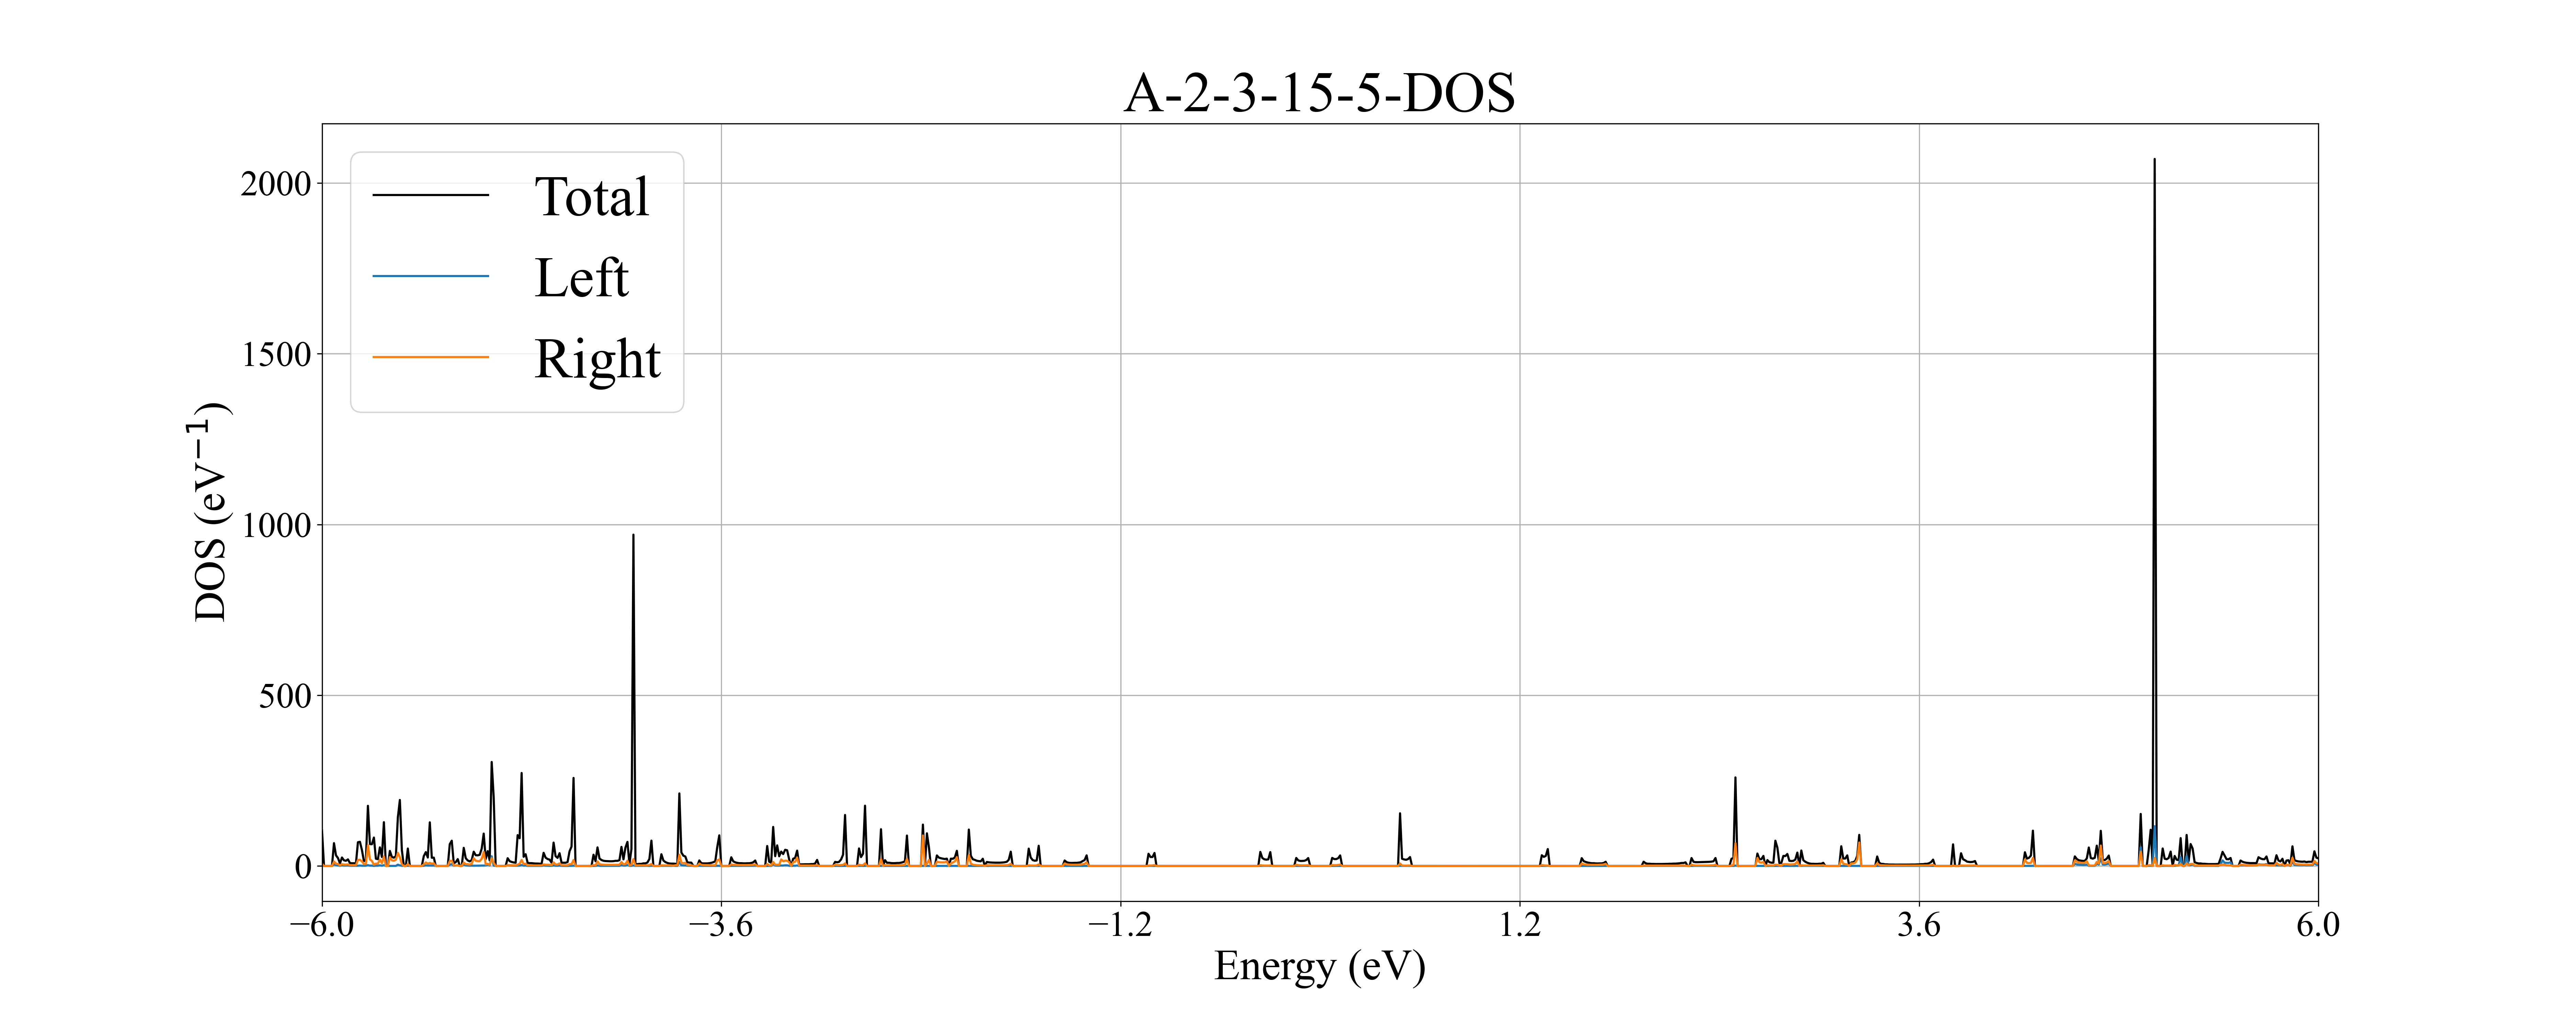 A-2-3-15-5-DOS
Total
Left
Right
2000
1500
1000
500
0
DOS (eV⁻¹)
−6.0 −3.6 −1.2 1.2 3.6 6.0
Energy (eV)